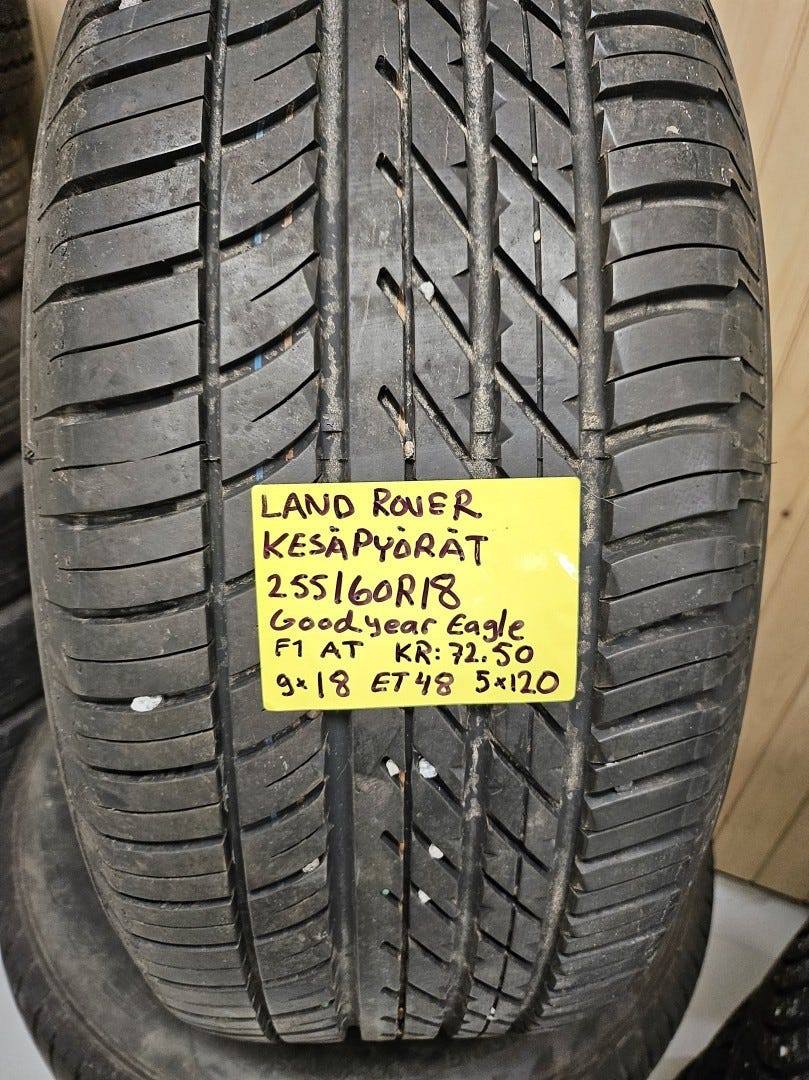 LAND ROVER
KESÄPYÖRÄT
255/60R18
Goodyear Eagle
F1 AT KR: 72.50
9x18 ET48 5x120